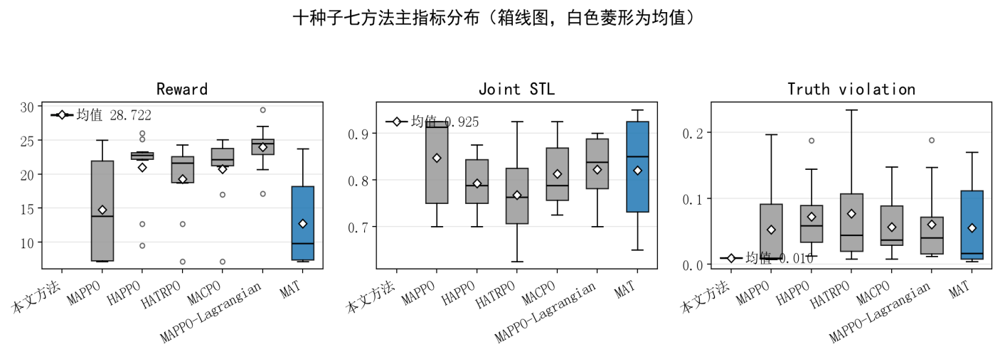 十种子七方法主指标分布（箱线图，白色菱形为均值）
Reward
均值 28.722
30
25
20
15
10
本文方法
MAPPO
HAPPO
HATRPO
MACPO
MAPPO-Lagrangian
MAT
Joint STL
均值 0.925
0.9
0.8
0.7
本文方法
MAPPO
HAPPO
HATRPO
MACPO
MAPPO-Lagrangian
MAT
Truth violation
0.2
0.1
0.0
均值 0.010
本文方法
MAPPO
HAPPO
HATRPO
MACPO
MAPPO-Lagrangian
MAT